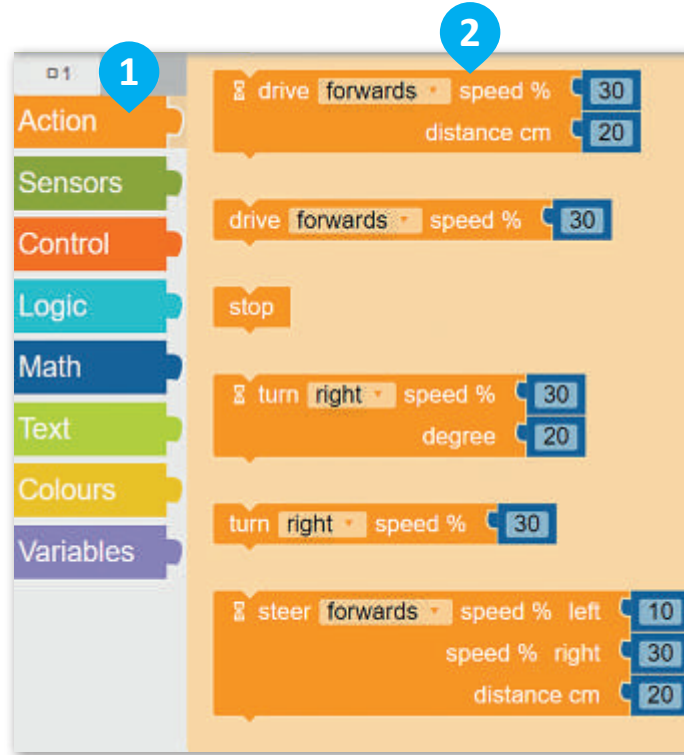 1
2
1
Action
Sensors
Control
Logic
Math
Text
Colours
Variables
drive forwards speed % 30
distance cm 20
drive forwards speed % 30
stop
turn right speed % 30
degree 20
turn right speed % 30
steer forwards speed % left 10
speed % right 30
distance cm 20